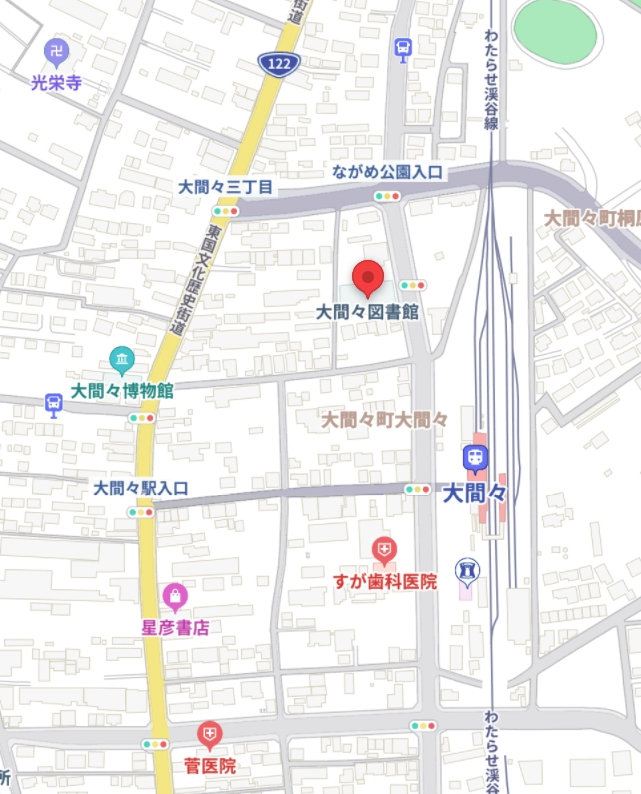 街道
光栄寺
122
わたらせ渓谷線
大間々三丁目
ながめ公園入口
大間々町桐原
東国文化歴史街道
大間々図書館
大間々博物館
大間々町大間々
大間々駅入口
大間々
すが歯科医院
星彦書店
わたらせ渓谷
菅医院
所